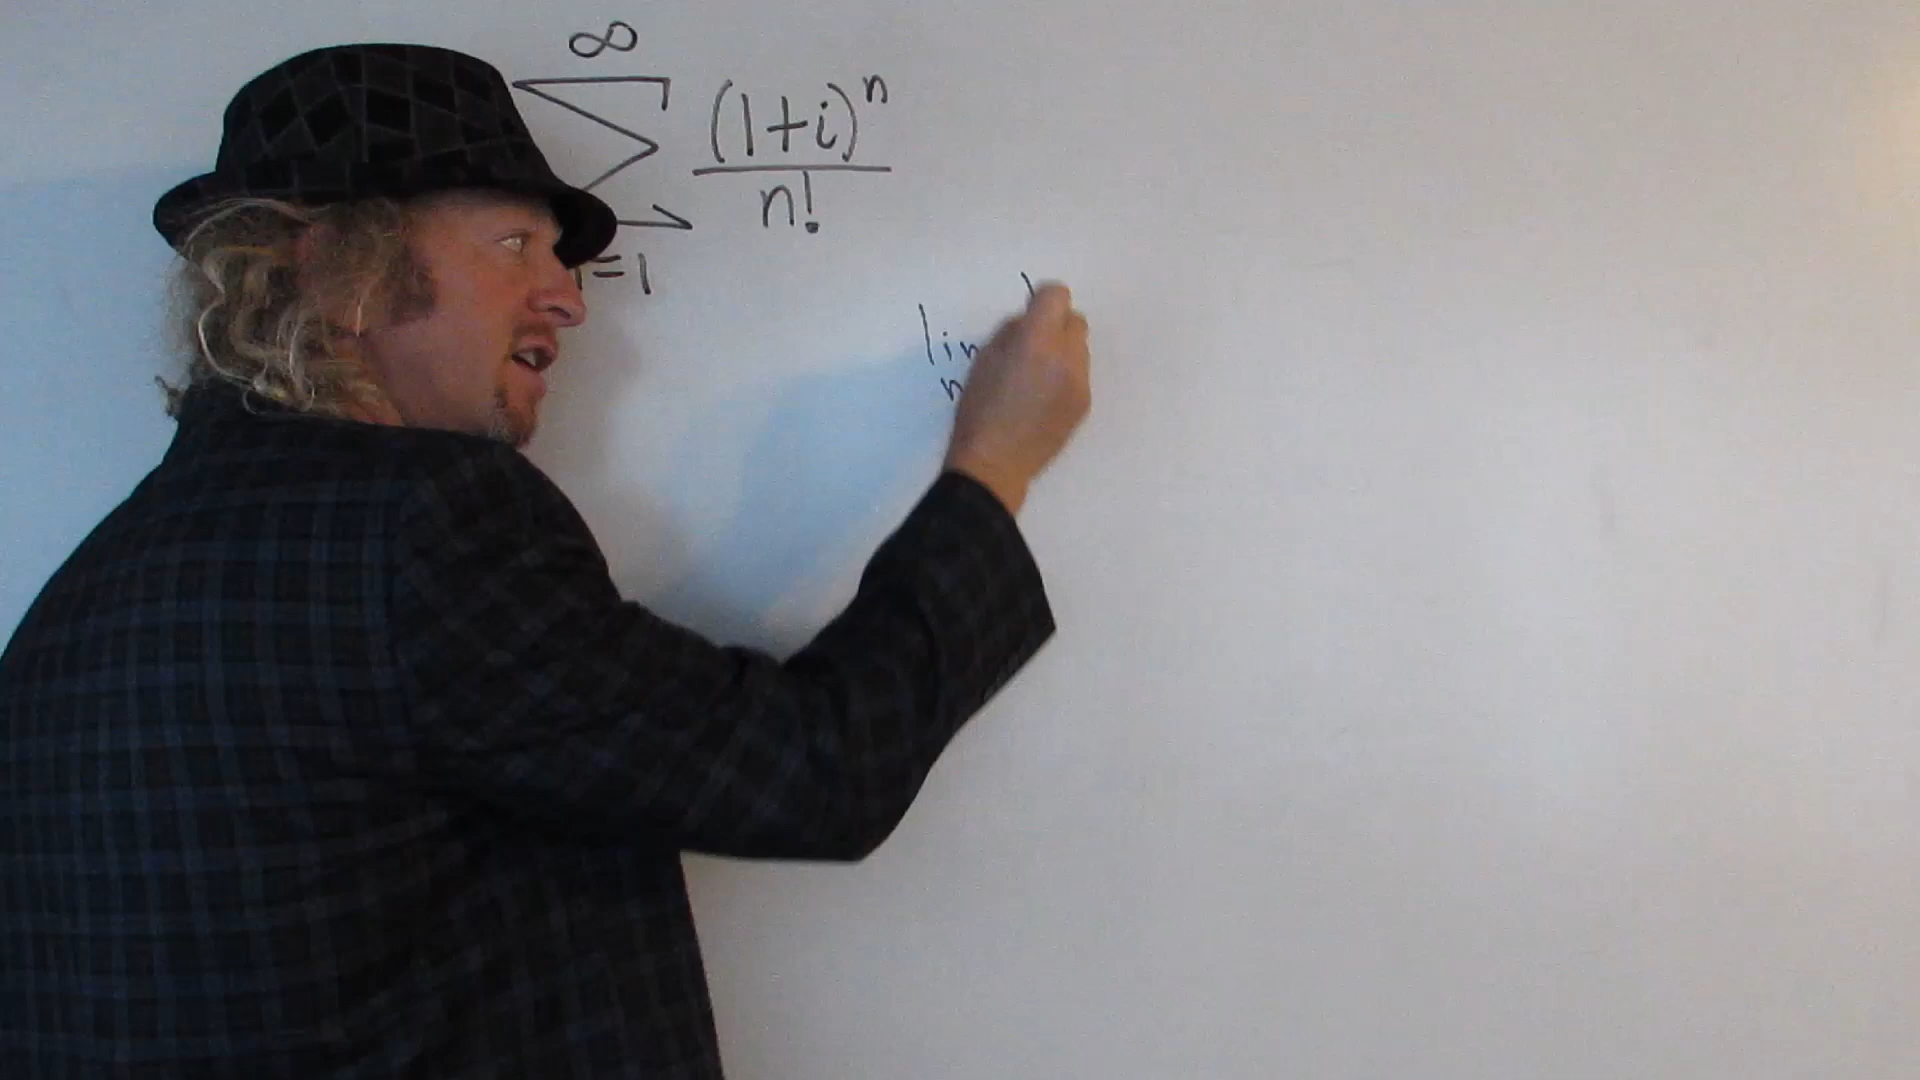 ∞
Σ (1+i)^n
n!
=1
lim
n